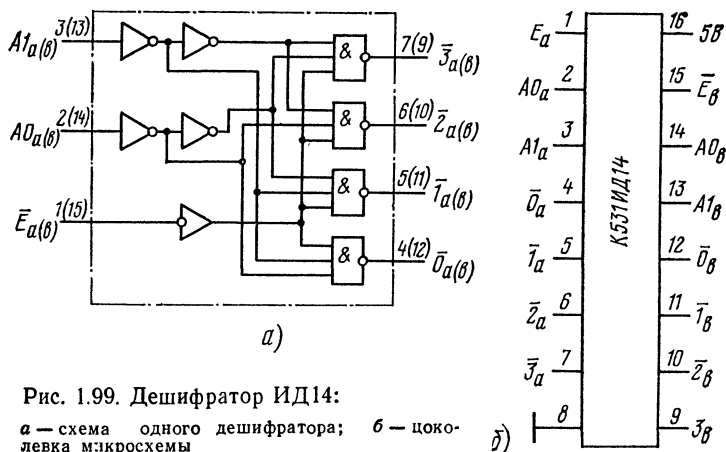 A1a(в) 3(13)
& 7(9) 3̅a(в)
A0a(в) 2(14)
& 6(10) 2̅a(в)
& 5(11) 1̅a(в)
E̅a(в) 1(15)
& 4(12) 0̅a(в)
а)
Ea 1
A0a 2
A1a 3
0̅a 4
1̅a 5
2̅a 6
3̅a 7
8
К531ИД14
16 5В
15 E̅в
14 A0в
13 A1в
12 0̅в
11 1̅в
10 2̅в
9 3в
б)
Рис. 1.99. Дешифратор ИД14:
а — схема одного дешифратора; б — цоко-
левка микросхемы